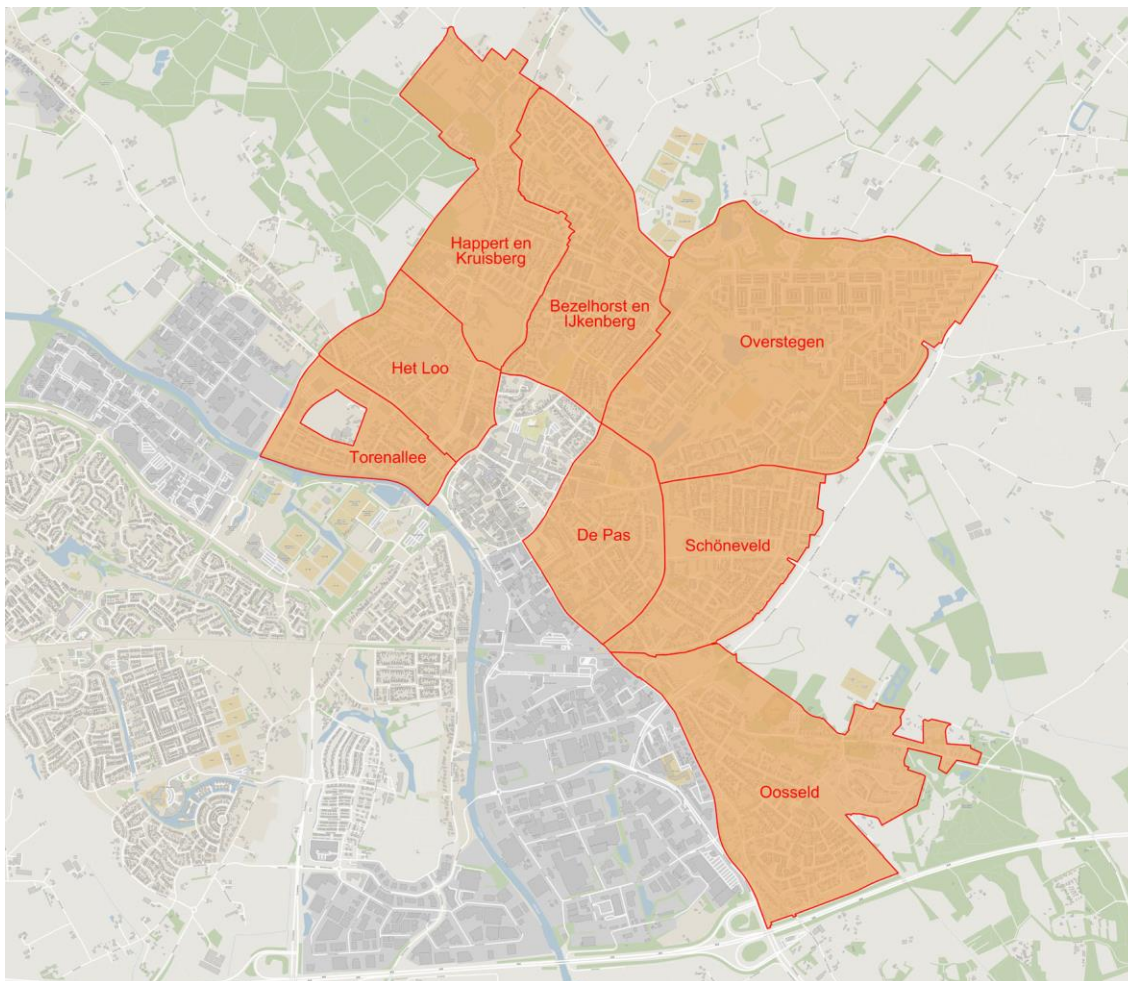 Happert en
Kruisberg
Bezelhorst en
IJkenberg
Overstegen
Het Loo
Torenallee
De Pas
Schöneveld
Oosseld